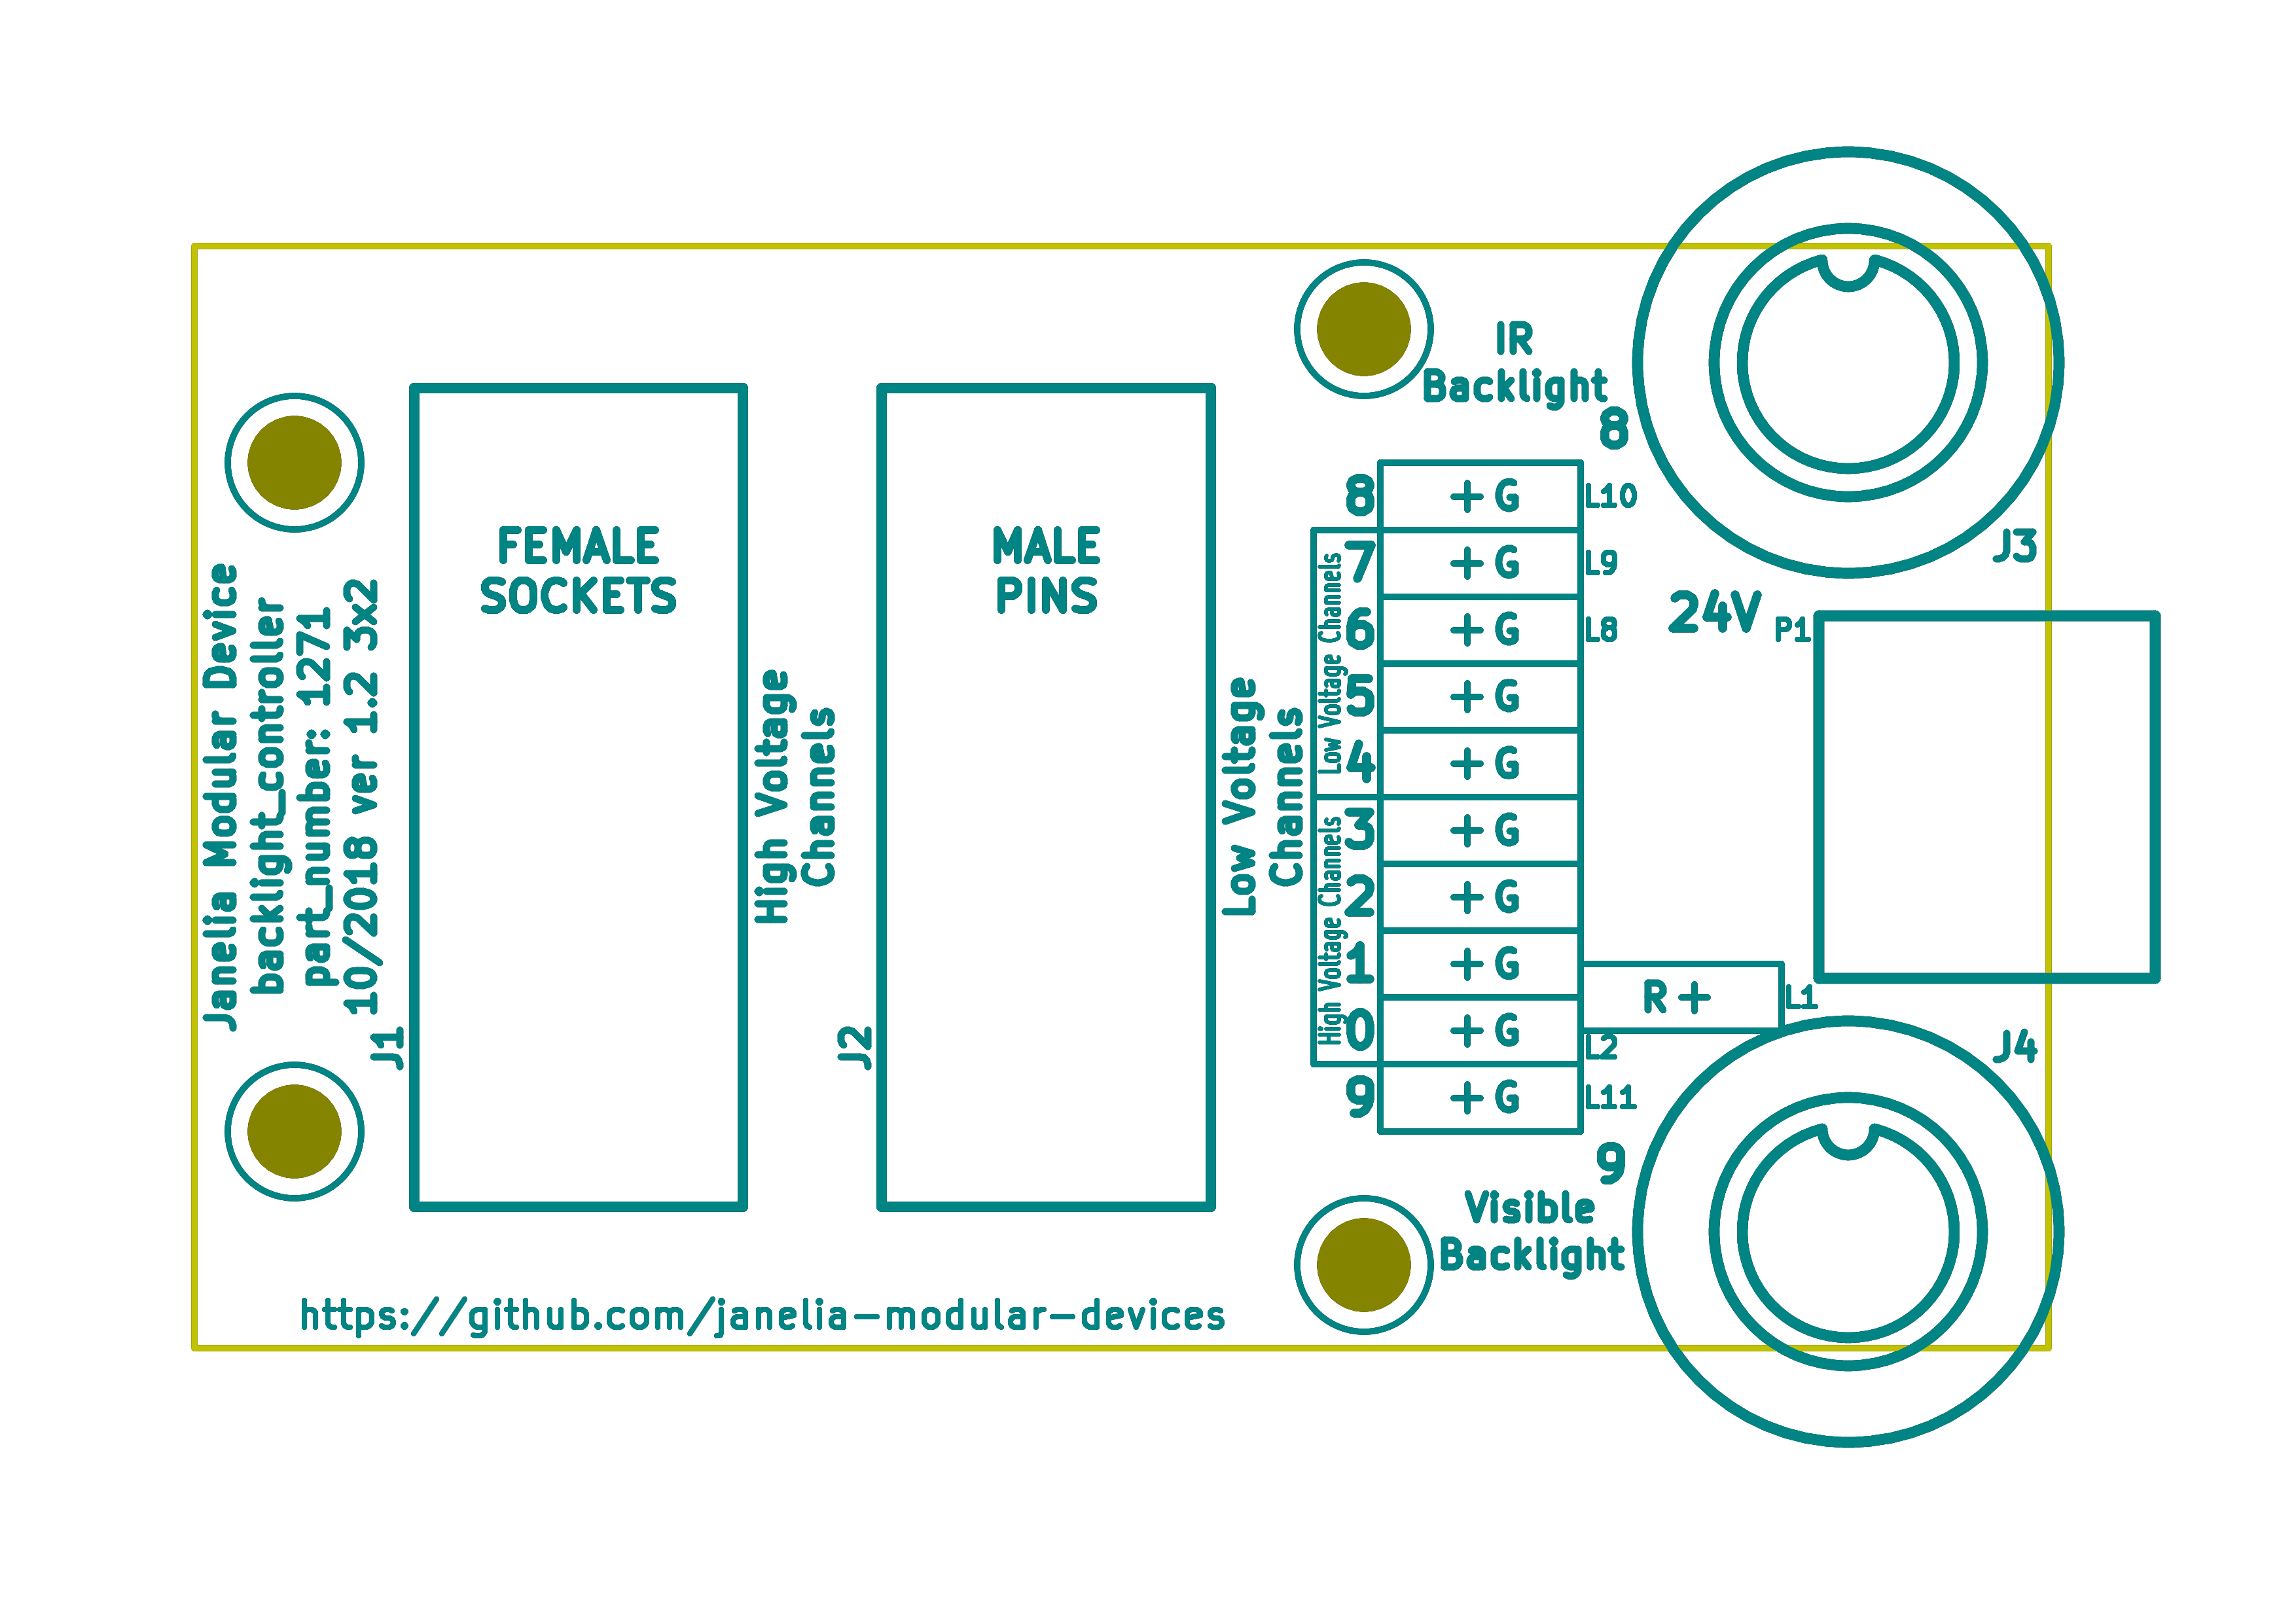 Janelia Modular Device
backlight_controller
part_number: 1271
10/2018 ver 1.2 3x2
J1
FEMALE
SOCKETS
High Voltage
Channels
J2
MALE
PINS
Low Voltage
Channels
IR
Backlight
8
J3
8 + G L10
Low Voltage Channels
7 + G L9
6 + G L8
5 + G
4 + G
High Voltage Channels
3 + G
2 + G
1 + G
R + L1
0 + G L2
9 + G L11
24V P1
J4
9
Visible
Backlight
https://github.com/janelia-modular-devices